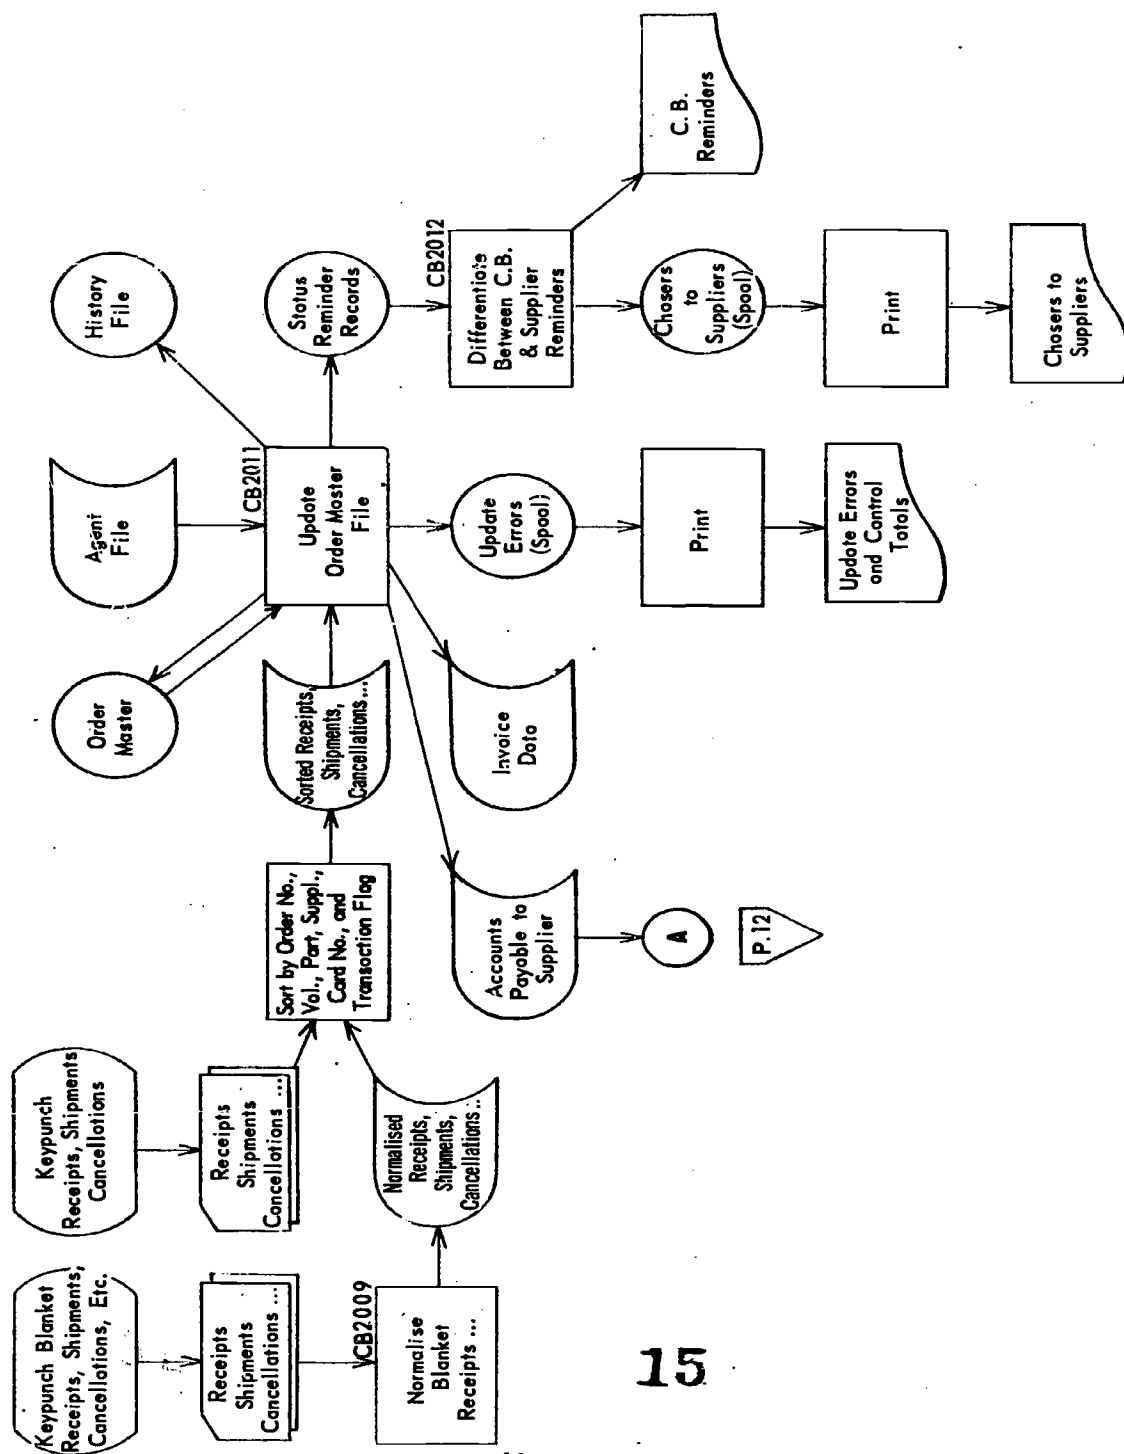 Keypunch Blanket
Receipts, Shipments,
Cancellations, Etc.
Receipts
Shipments
Cancellations ...
CB2009
Normalise
Blanket
Receipts ...
Keypunch
Receipts, Shipments
Cancellations
Receipts
Shipments
Cancellations ...
Normalised
Receipts,
Shipments,
Cancellations...
Sort by Order No.,
Vol., Part, Suppl.,
Card No., and
Transaction Flag
Sorted Receipts,
Shipments,
Cancellations...
Order
Master
Agent
File
History
File
CB2011
Update
Order Master
File
Accounts
Payable to
Supplier
A
P.12
Invoice
Data
Update
Errors
(Spool)
Print
Update Errors
and Control
Totals
Status
Reminder
Records
CB2012
Differentiate
Between C.B.
& Supplier
Reminders
C.B.
Reminders
Chasers
to
Suppliers
(Spool)
Print
Chasers to
Suppliers
15